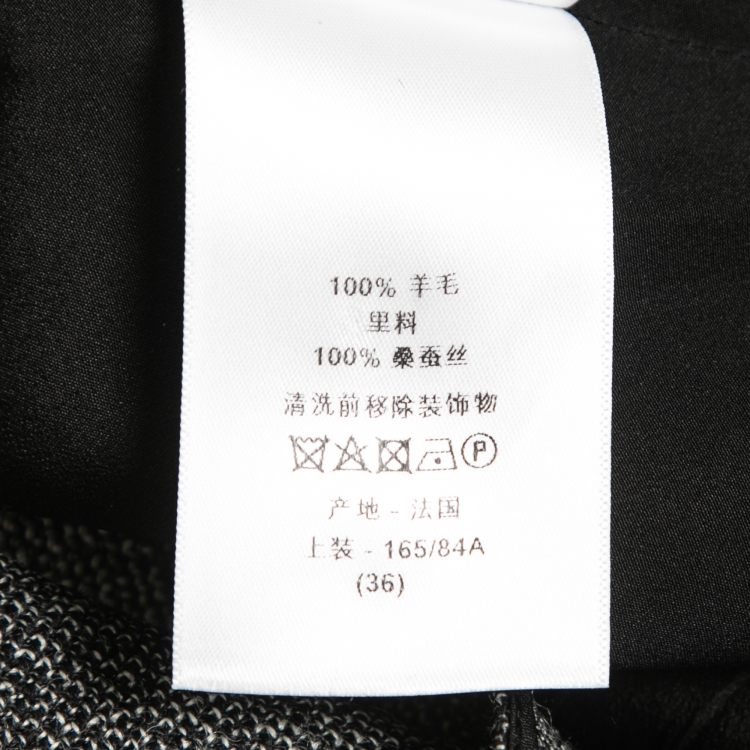 100% 羊毛
里料
100% 桑蚕丝
清洗前移除装饰物
P
产地 - 法国
上装 - 165/84A
(36)